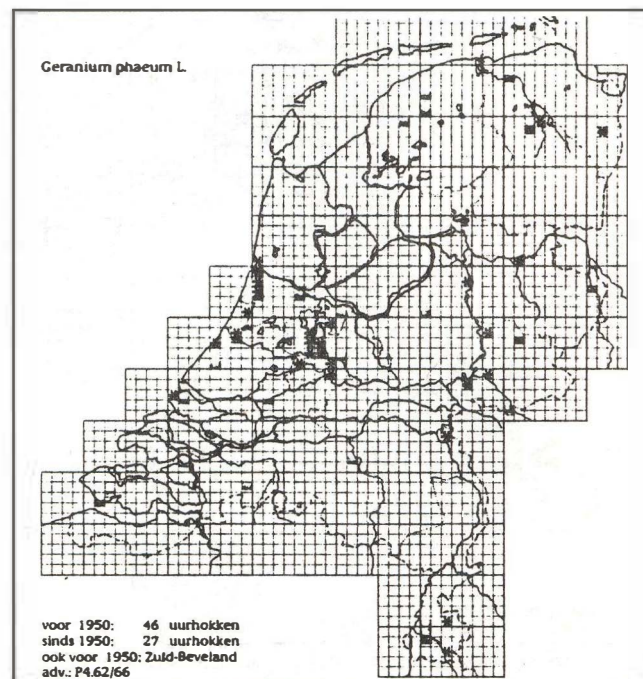 Geranium phaeum L.
voor 1950: 46 uurhokken
sinds 1950: 27 uurhokken
ook voor 1950: Zuid-Beveland
adv.: P4.62/66